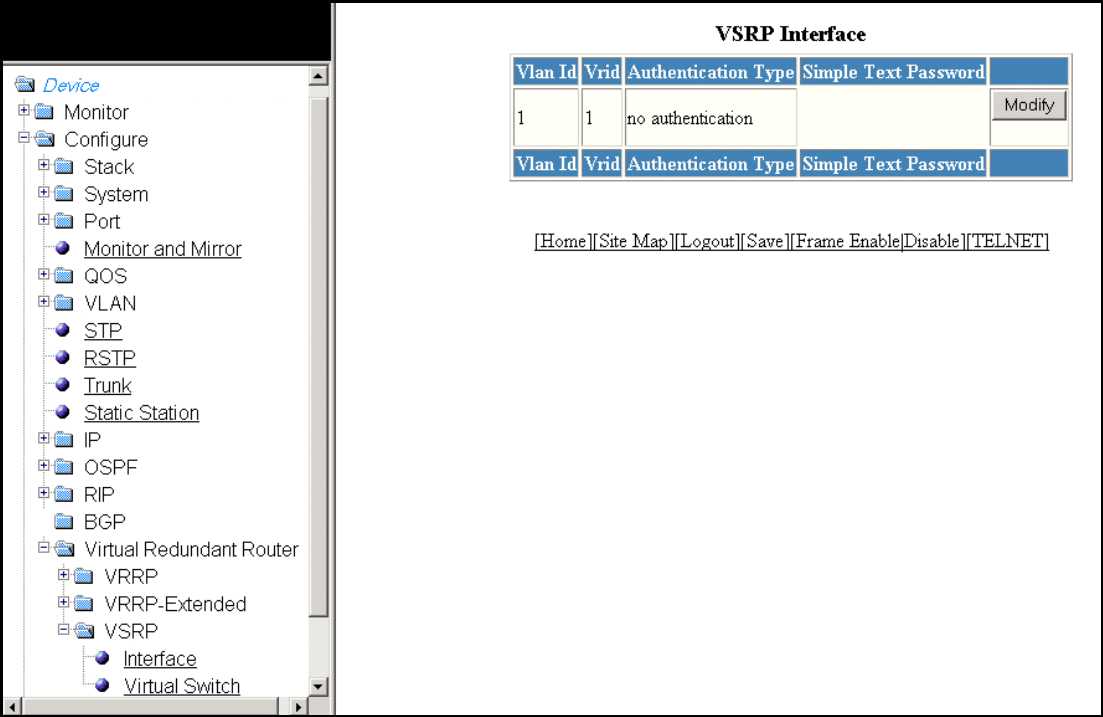 Device
Monitor
Configure
Stack
System
Port
Monitor and Mirror
QOS
VLAN
STP
RSTP
Trunk
Static Station
IP
OSPF
RIP
BGP
Virtual Redundant Router
VRRP
VRRP-Extended
VSRP
Interface
Virtual Switch
VSRP Interface
Vlan Id Vrid Authentication Type Simple Text Password
1 1 no authentication Modify
Vlan Id Vrid Authentication Type Simple Text Password
[Home][Site Map][Logout][Save][Frame Enable|Disable][TELNET]